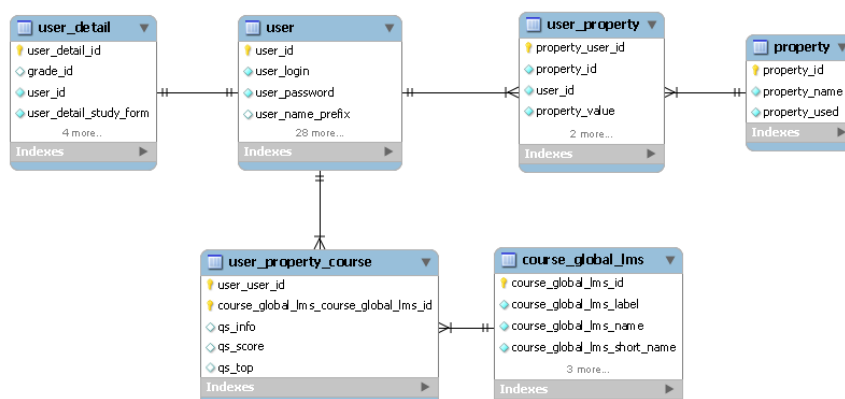 user_detail
user_detail_id
grade_id
user_id
user_detail_study_form
4 more...
Indexes
user
user_id
user_login
user_password
user_name_prefix
28 more...
Indexes
user_property
property_user_id
property_id
user_id
property_value
2 more...
Indexes
property
property_id
property_name
property_used
Indexes
user_property_course
user_user_id
course_global_lms_course_global_lms_id
qs_info
qs_score
qs_top
Indexes
course_global_lms
course_global_lms_id
course_global_lms_label
course_global_lms_name
course_global_lms_short_name
3 more...
Indexes